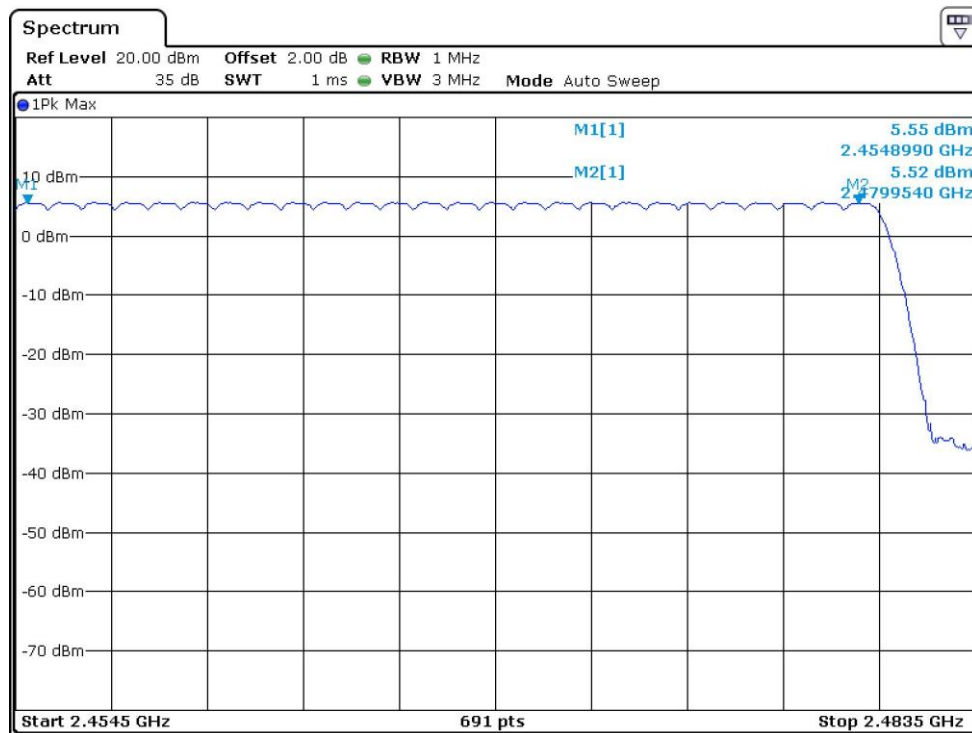 Spectrum
Ref Level 20.00 dBm Offset 2.00 dB RBW 1 MHz
Att 35 dB SWT 1 ms VBW 3 MHz Mode Auto Sweep
1Pk Max
M1[1] 5.55 dBm
2.4548990 GHz
10 dBm M2[1] 5.52 dBm
M1 M2 2.4799540 GHz
0 dBm
-10 dBm
-20 dBm
-30 dBm
-40 dBm
-50 dBm
-60 dBm
-70 dBm
Start 2.4545 GHz 691 pts Stop 2.4835 GHz